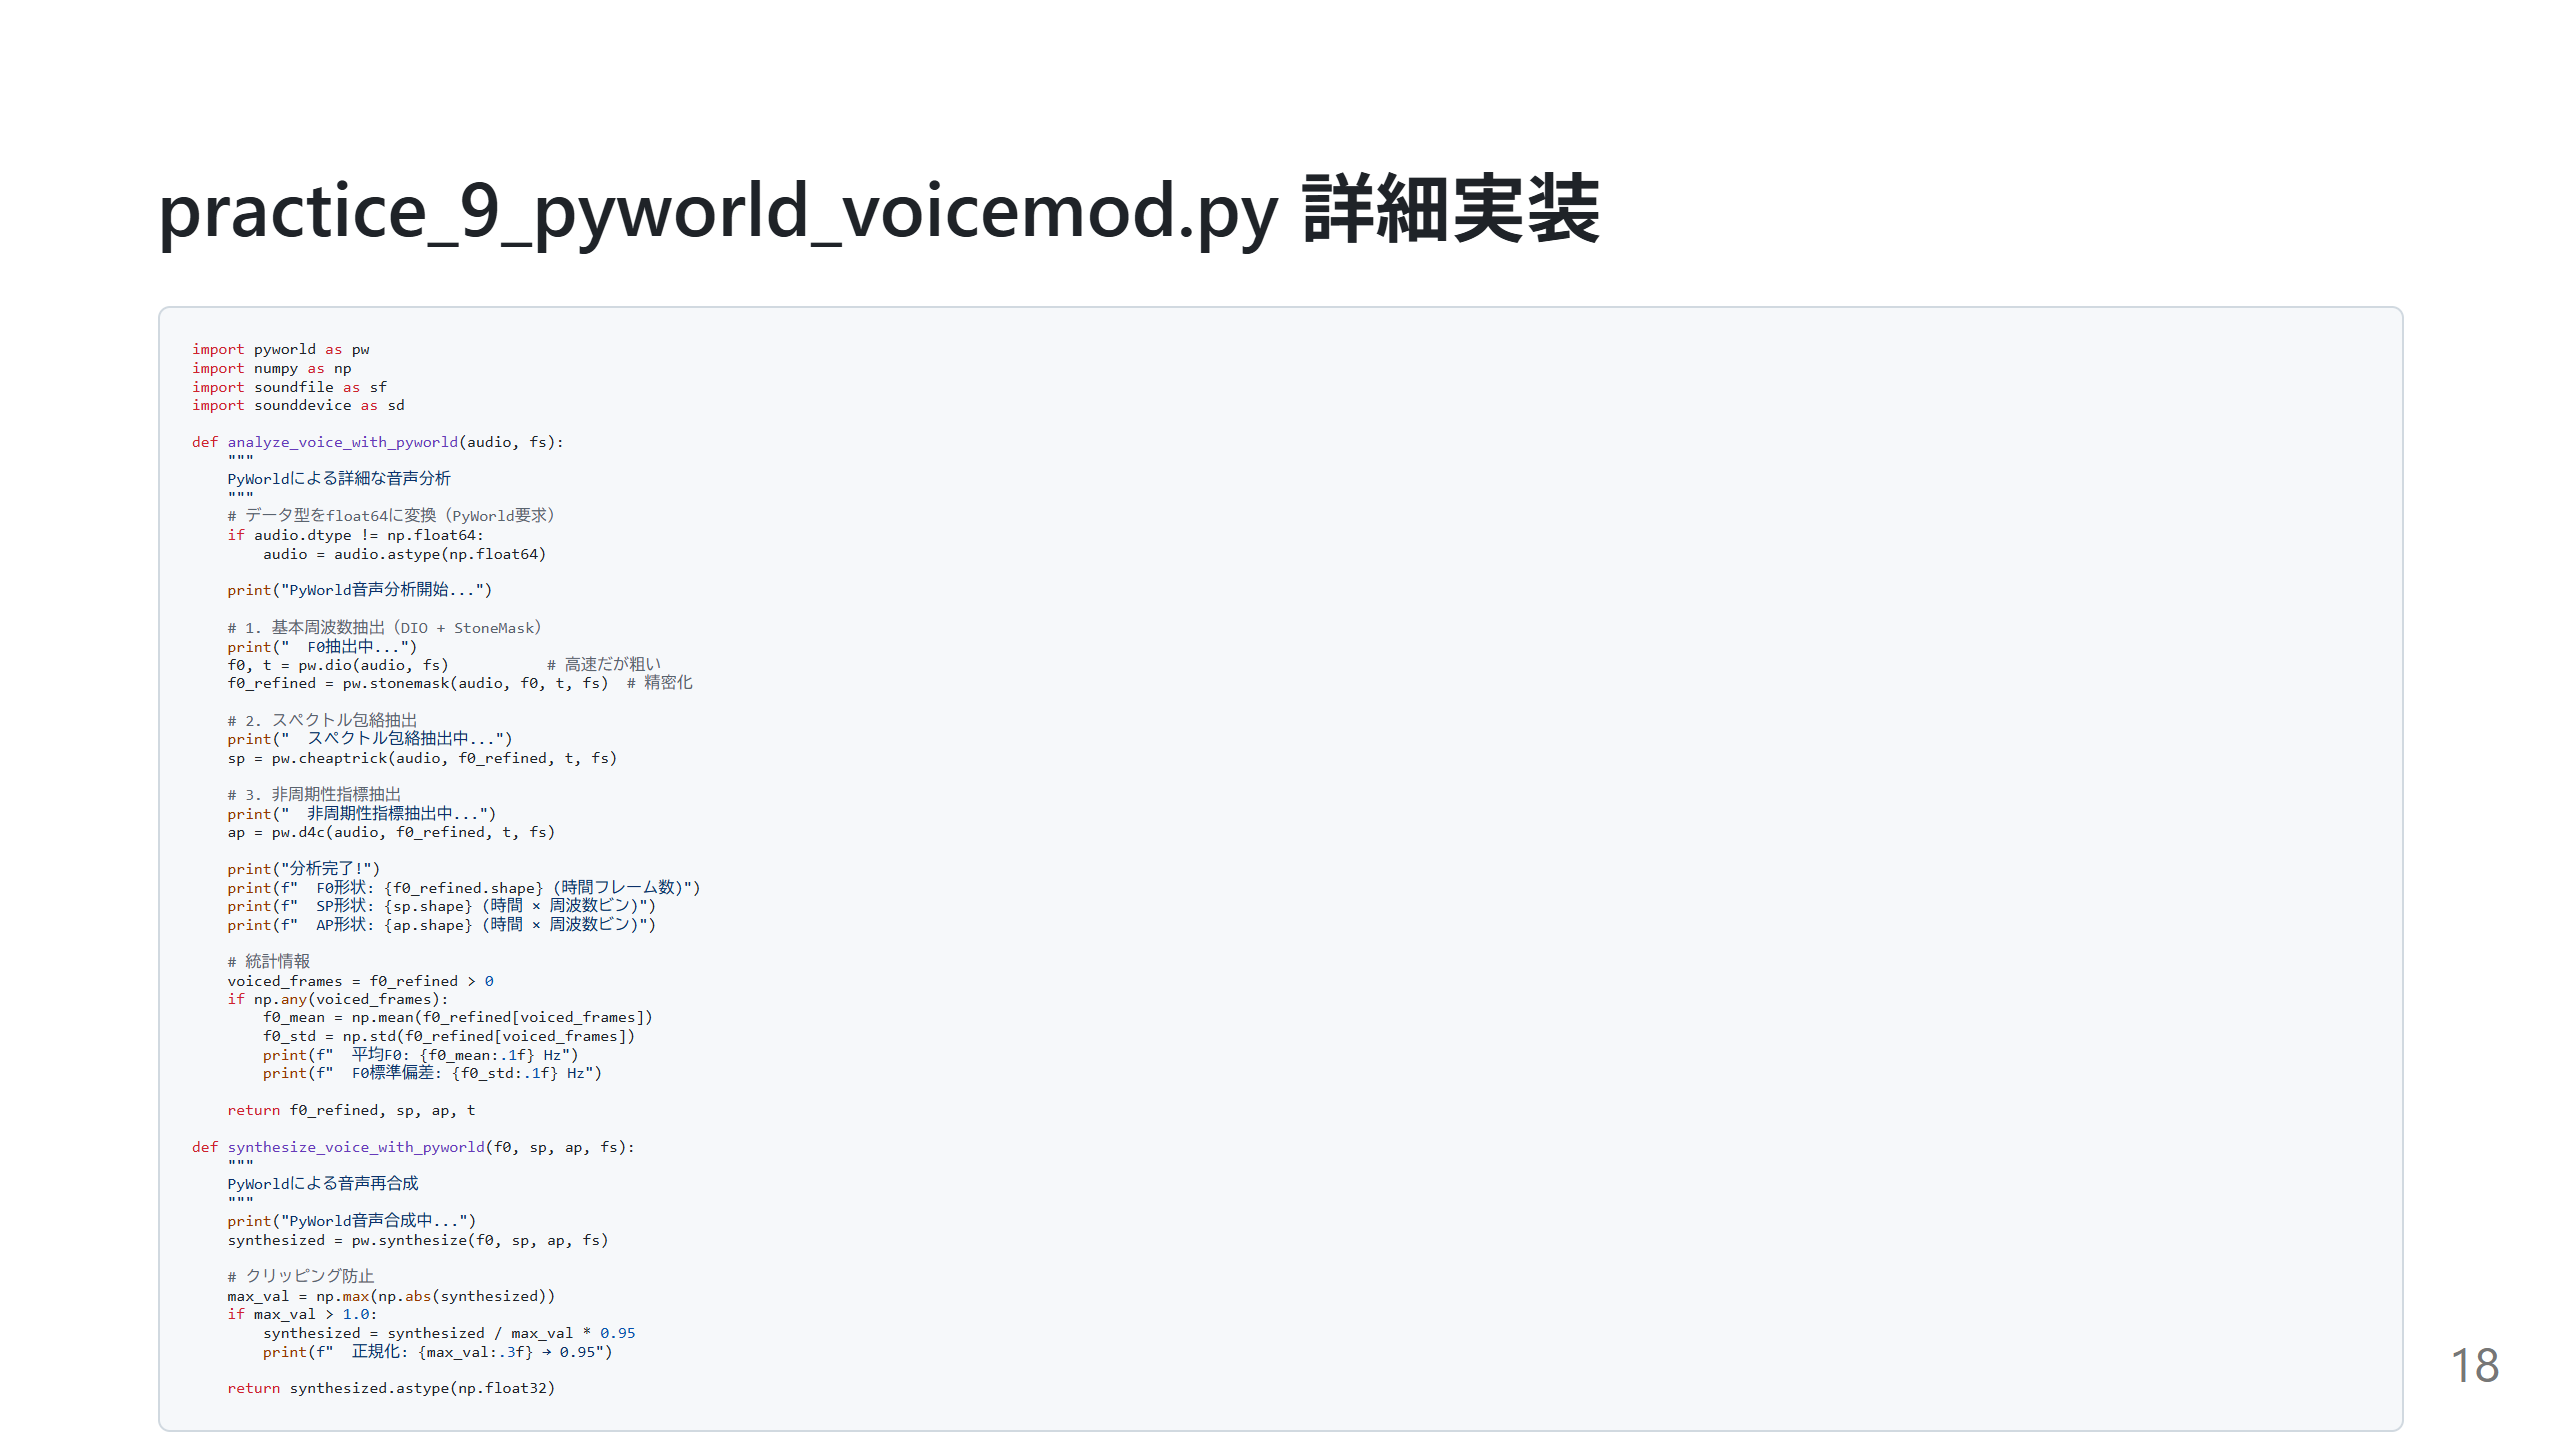 practice_9_pyworld_voicemod.py 詳細実装
import pyworld as pw
import numpy as np
import soundfile as sf
import sounddevice as sd
def analyze_voice_with_pyworld(audio, fs):
    """
    PyWorldによる詳細な音声分析
    """
    # データ型をfloat64に変換（PyWorld要求）
    if audio.dtype != np.float64:
        audio = audio.astype(np.float64)
    print("PyWorld音声分析開始...")
    # 1. 基本周波数抽出（DIO + StoneMask）
    print("  F0抽出中...")
    f0, t = pw.dio(audio, fs)           # 高速だが粗い
    f0_refined = pw.stonemask(audio, f0, t, fs)  # 精密化
    # 2. スペクトル包絡抽出
    print("  スペクトル包絡抽出中...")
    sp = pw.cheaptrick(audio, f0_refined, t, fs)
    # 3. 非周期性指標抽出
    print("  非周期性指標抽出中...")
    ap = pw.d4c(audio, f0_refined, t, fs)
    print("分析完了!")
    print(f"  F0形状: {f0_refined.shape} (時間フレーム数)")
    print(f"  SP形状: {sp.shape} (時間 × 周波数ビン)")
    print(f"  AP形状: {ap.shape} (時間 × 周波数ビン)")
    # 統計情報
    voiced_frames = f0_refined > 0
    if np.any(voiced_frames):
        f0_mean = np.mean(f0_refined[voiced_frames])
        f0_std = np.std(f0_refined[voiced_frames])
        print(f"  平均F0: {f0_mean:.1f} Hz")
        print(f"  F0標準偏差: {f0_std:.1f} Hz")
    return f0_refined, sp, ap, t
def synthesize_voice_with_pyworld(f0, sp, ap, fs):
    """
    PyWorldによる音声再合成
    """
    print("PyWorld音声合成中...")
    synthesized = pw.synthesize(f0, sp, ap, fs)
    # クリッピング防止
    max_val = np.max(np.abs(synthesized))
    if max_val > 1.0:
        synthesized = synthesized / max_val * 0.95
        print(f"  正規化: {max_val:.3f} → 0.95")
    return synthesized.astype(np.float32)
18